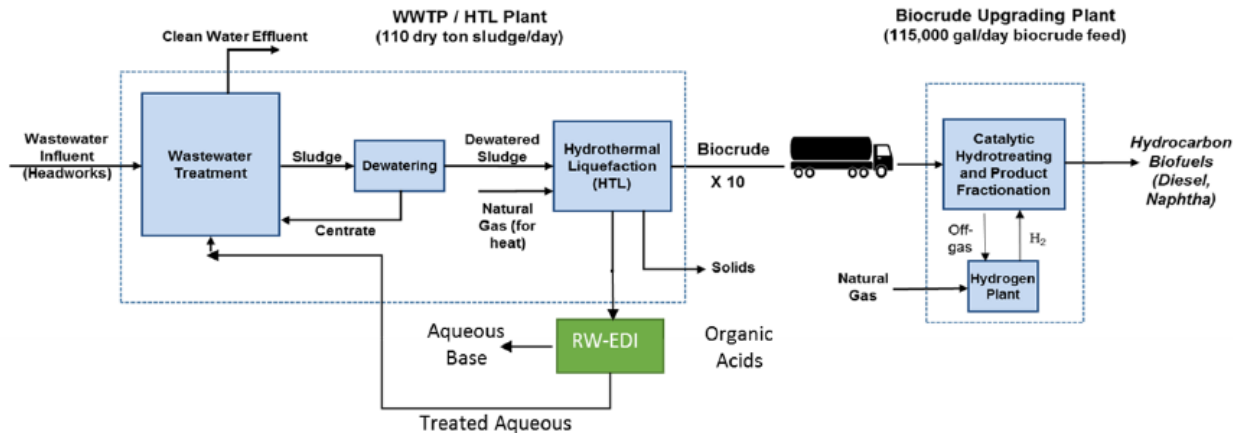 WWTP / HTL Plant
(110 dry ton sludge/day)
Biocrude Upgrading Plant
(115,000 gal/day biocrude feed)
Clean Water Effluent
Wastewater
Influent
(Headworks)
Wastewater
Treatment
Sludge
Dewatering
Centrate
Dewatered
Sludge
Natural
Gas (for
heat)
Hydrothermal
Liquefaction
(HTL)
Biocrude
X 10
Solids
Catalytic
Hydrotreating
and Product
Fractionation
Hydrocarbon
Biofuels
(Diesel,
Naphtha)
Off-
gas
H2
Natural
Gas
Hydrogen
Plant
Aqueous
Base
RW-EDI
Organic
Acids
Treated Aqueous